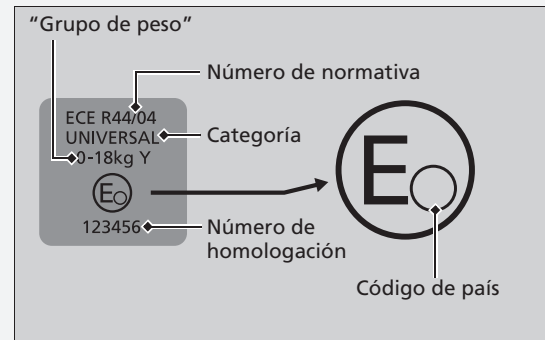 “Grupo de peso”
Número de normativa
ECE R44/04
UNIVERSAL
Categoría
0-18kg Y
E
E
123456
Número de
homologación
Código de país